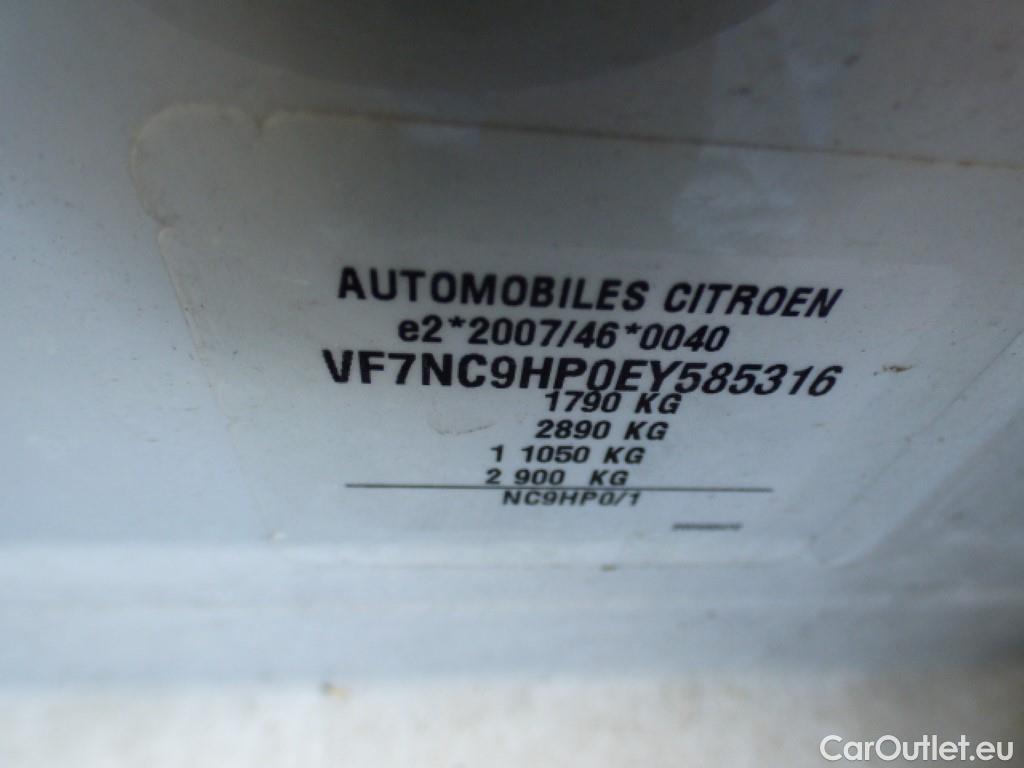 AUTOMOBILES CITROEN
e2*2007/46*0040
VF7NC9HP0EY585316
1790 KG
2890 KG
1 1050 KG
2 900 KG
NC9HP0/1
CarOutlet.eu